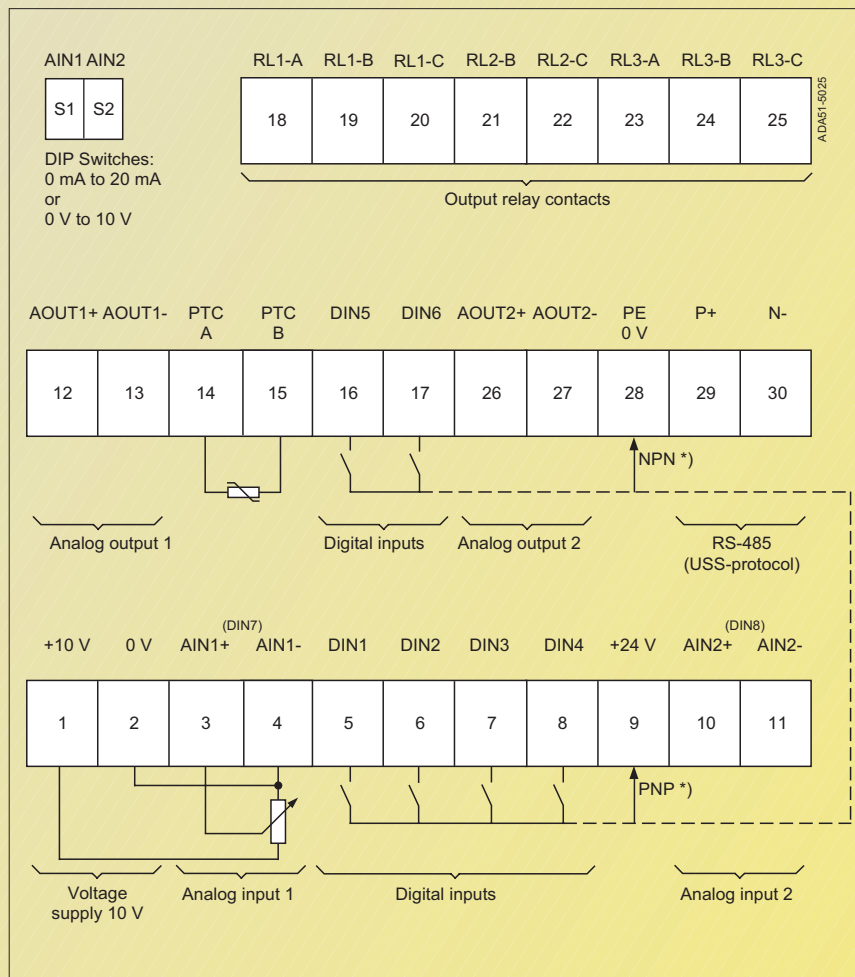 AIN1 AIN2
S1 S2
DIP Switches:
0 mA to 20 mA
or
0 V to 10 V
RL1-A RL1-B RL1-C RL2-B RL2-C RL3-A RL3-B RL3-C
18 19 20 21 22 23 24 25
Output relay contacts
ADA51-5025
AOUT1+ AOUT1- PTC A PTC B DIN5 DIN6 AOUT2+ AOUT2- PE 0 V P+ N-
12 13 14 15 16 17 26 27 28 29 30
NPN *)
Analog output 1
Digital inputs
Analog output 2
RS-485
(USS-protocol)
(DIN7) (DIN8)
+10 V 0 V AIN1+ AIN1- DIN1 DIN2 DIN3 DIN4 +24 V AIN2+ AIN2-
1 2 3 4 5 6 7 8 9 10 11
PNP *)
Voltage
supply 10 V
Analog input 1
Digital inputs
Analog input 2